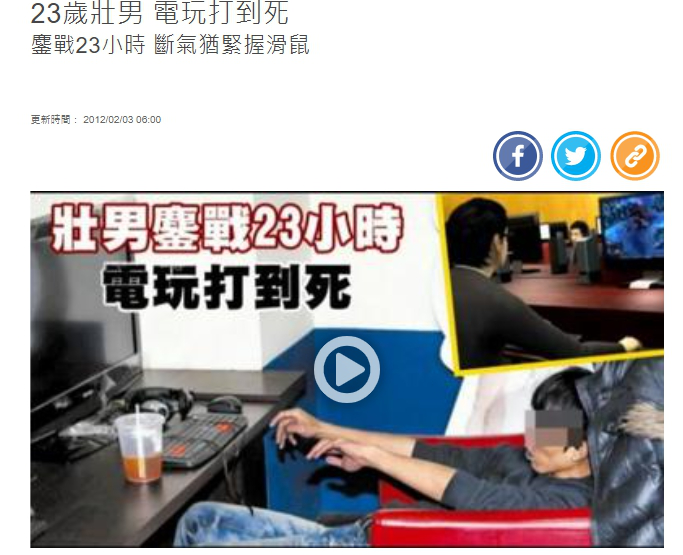 23歲壯男 電玩打到死
鏖戰23小時 斷氣猶緊握滑鼠
更新時間： 2012/02/03 06:00
壯男鏖戰23小時
電玩打到死